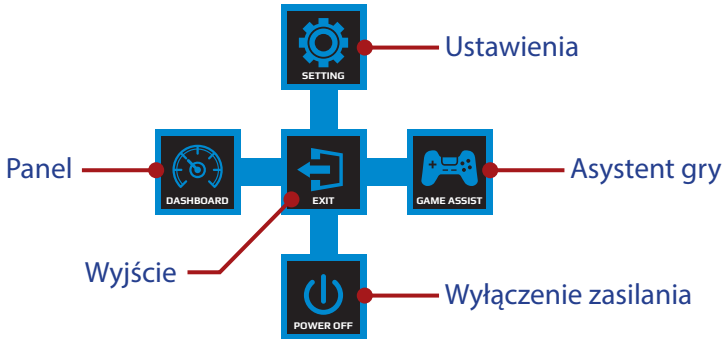 Ustawienia
SETTING
Panel
DASHBOARD
EXIT
GAME ASSIST
Asystent gry
Wyjście
POWER OFF
Wyłączenie zasilania